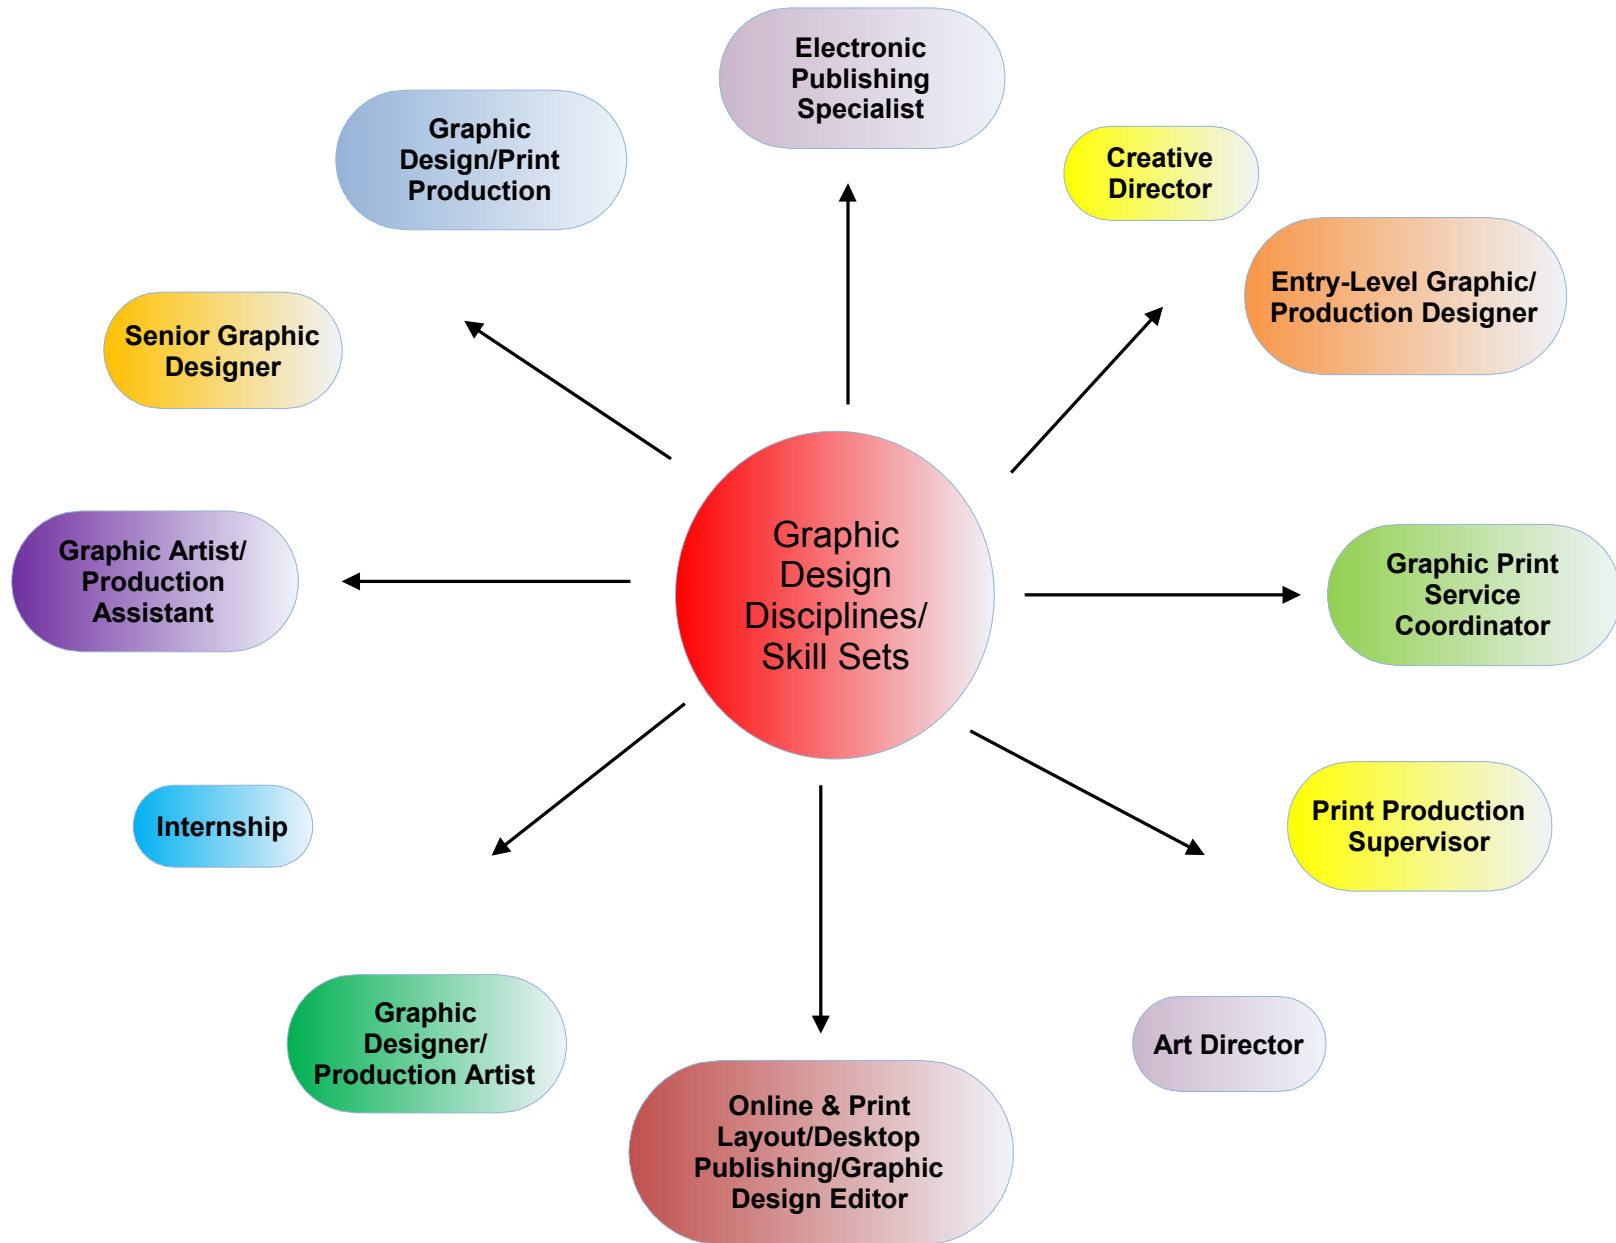 Electronic
Publishing
Specialist
Graphic
Design/Print
Production
Creative
Director
Entry-Level Graphic/
Production Designer
Senior Graphic
Designer
Graphic
Design
Disciplines/
Skill Sets
Graphic Artist/
Production
Assistant
Graphic Print
Service
Coordinator
Internship
Print Production
Supervisor
Graphic
Designer/
Production Artist
Art Director
Online & Print
Layout/Desktop
Publishing/Graphic
Design Editor